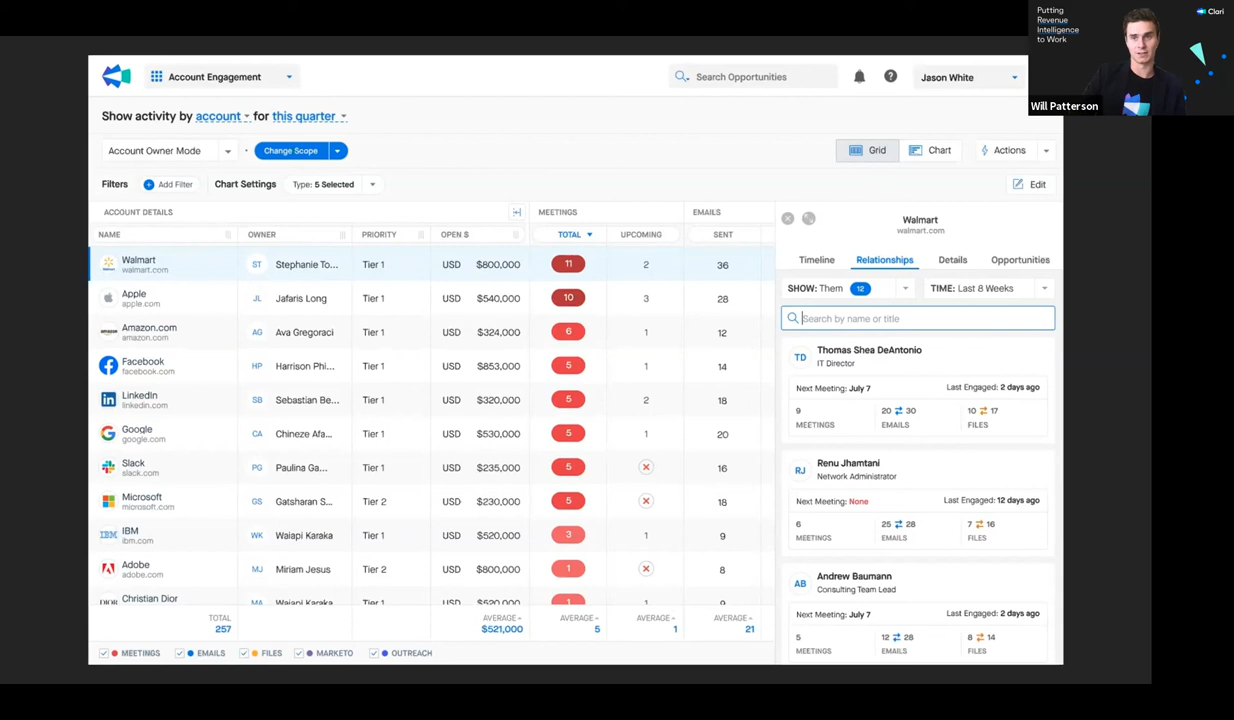 Putting
Revenue
Intelligence
to Work
Clari
Will Patterson
Account Engagement
Search Opportunities
Jason White
Show activity by account for this quarter
Account Owner Mode
Change Scope
Grid
Chart
Actions
Filters
Add Filter
Chart Settings
Type: 5 Selected
Edit
ACCOUNT DETAILS
MEETINGS
EMAILS
NAME
OWNER
PRIORITY
OPEN $
TOTAL
UPCOMING
SENT
Walmart
walmart.com
ST Stephanie To... Tier 1 USD $800,000 11 2 36
Apple
apple.com
JL Jafaris Long Tier 1 USD $540,000 10 3 28
amazon
Amazon.com
amazon.com
AG Ava Gregoraci Tier 1 USD $324,000 6 1 12
Facebook
facebook.com
HP Harrison Phi... Tier 1 USD $853,000 5 1 14
LinkedIn
linkedin.com
SB Sebastian Be... Tier 1 USD $320,000 5 2 18
Google
google.com
CA Chineze Afa... Tier 1 USD $530,000 5 1 20
Slack
slack.com
PG Paulina Ga... Tier 1 USD $235,000 5 16
Microsoft
microsoft.com
GS Gatsharan S... Tier 2 USD $230,000 5 18
IBM
IBM
ibm.com
WK Waiapi Karaka Tier 1 USD $520,000 3 1 9
Adobe
adobe.com
MJ Miriam Jesus Tier 2 USD $800,000 1 8
DIOR
Christian Dior
MA Waiapi Karaka Tier 1 USD $520,000 1 1 9
TOTAL
257
AVERAGE
$521,000
AVERAGE
5
AVERAGE
1
AVERAGE
21
MEETINGS
EMAILS
FILES
MARKETO
OUTREACH
Walmart
walmart.com
Timeline
Relationships
Details
Opportunities
SHOW: Them 12
TIME: Last 8 Weeks
Search by name or title
TD
Thomas Shea DeAntonio
IT Director
Next Meeting: July 7
Last Engaged: 2 days ago
9 20 30 10 17
MEETINGS EMAILS FILES
RJ
Renu Jhamtani
Network Administrator
Next Meeting: None
Last Engaged: 12 days ago
6 25 28 7 16
MEETINGS EMAILS FILES
AB
Andrew Baumann
Consulting Team Lead
Next Meeting: July 7
Last Engaged: 2 days ago
5 12 28 8 14
MEETINGS EMAILS FILES